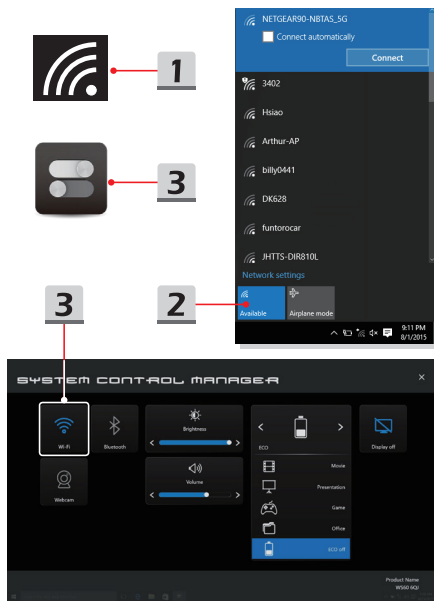 1
3
3
2
NETGEAR90-NBTAS_5G
Connect automatically
Connect
3402
Hsiao
Arthur-AP
billy0441
DK628
funtorocar
JHTTS-DIR810L
Network settings
Available
Airplane mode
9:11 PM
8/1/2015
SYSTEM CONTROL MANAGER
Wi-Fi
Bluetooth
Brightness
ECO
Display off
Webcam
Volume
Movie
Presentation
Game
Office
ECO off
Product Name
WS60 6QJ